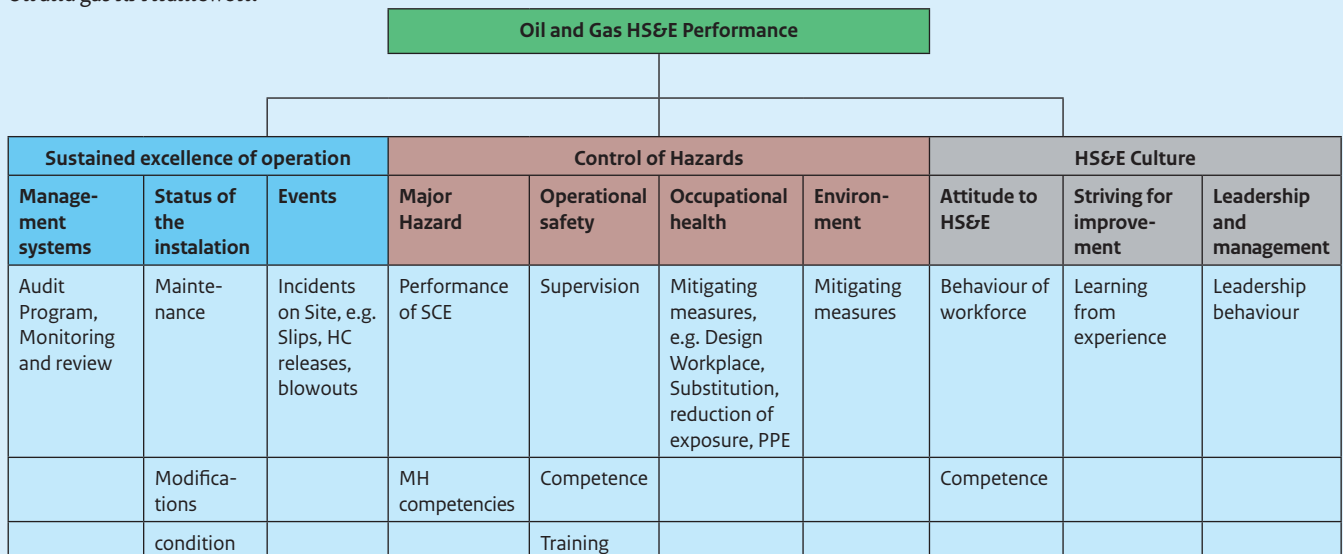 Oil and Gas HS&E Performance
Sustained excellence of operation
Control of Hazards
HS&E Culture
Manage-
ment
systems
Status of
the
instalation
Events
Major
Hazard
Operational
safety
Occupational
health
Environ-
ment
Attitude to
HS&E
Striving for
improve-
ment
Leadership
and
management
Audit
Program,
Monitoring
and review
Mainte-
nance
Incidents
on Site, e.g.
Slips, HC
releases,
blowouts
Performance
of SCE
Supervision
Mitigating
measures,
e.g. Design
Workplace,
Substitution,
reduction of
exposure, PPE
Mitigating
measures
Behaviour of
workforce
Learning
from
experience
Leadership
behaviour
Modifica-
tions
MH
competencies
Competence
Competence
condition
Training